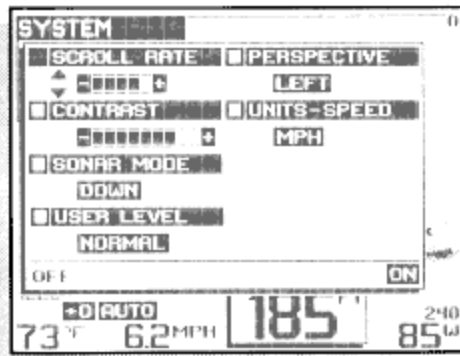 SYSTEM
SCROLL RATE
- +
CONTRAST
- +
SONAR MODE
DOWN
USER LEVEL
NORMAL
PERSPECTIVE
LEFT
UNITS-SPEED
MPH
OFF ON
+0 AUTO
73°F 6.2MPH 185 240
85W